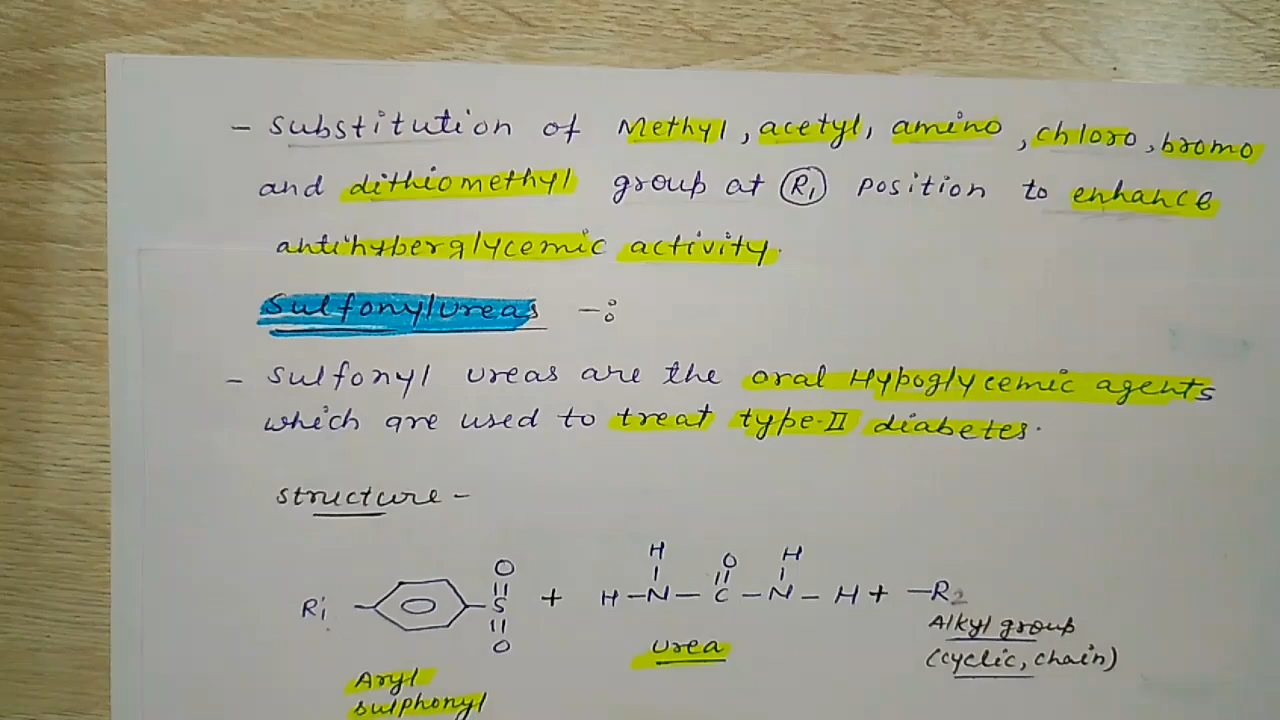 - Substitution of Methyl, acetyl, amino, chloro, bromo
and dithiomethyl group at R1 position to enhance
antihyberglycemic activity.
Sulfonylureas -:
- Sulfonyl ureas are the oral Hypoglycemic agents
which are used to treat type-II diabetes.
structure -
H H
O O
R1 S + H-N-C-N-H + -R2
O
Alkyl group
urea
(cyclic, chain)
Aryl
sulphonyl